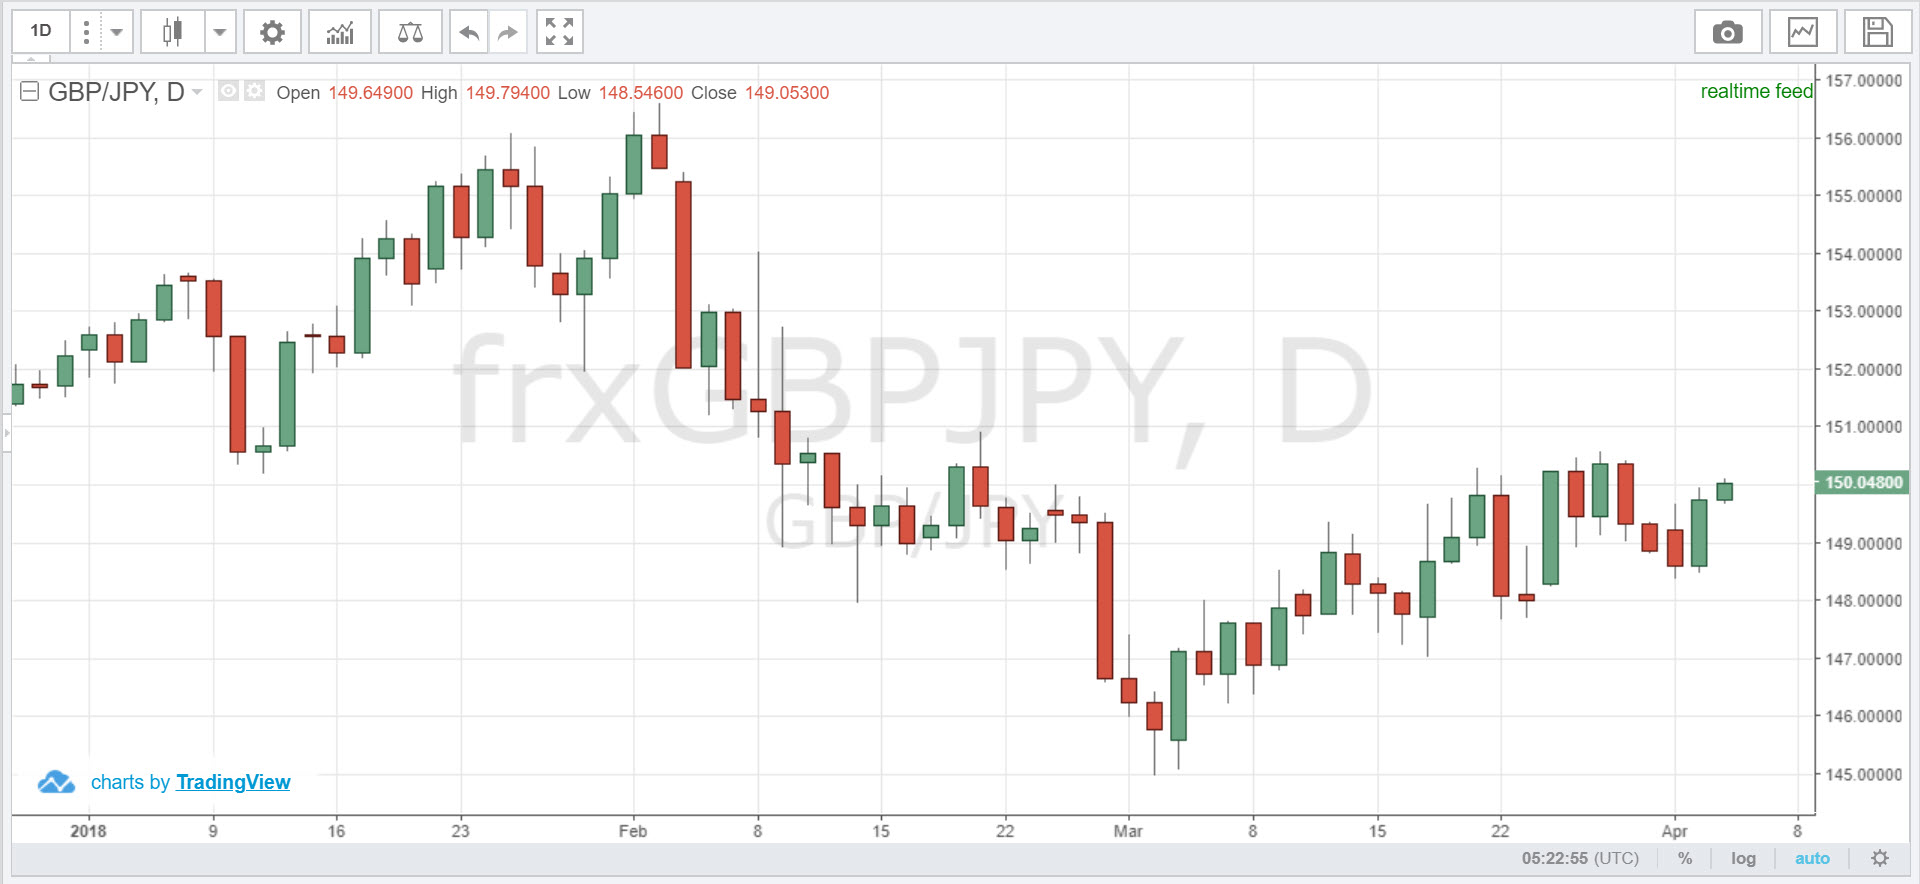 1D
GBP/JPY, D Open 149.64900 High 149.79400 Low 148.54600 Close 149.05300
realtime feed
157.00000
156.00000
155.00000
154.00000
153.00000
152.00000
151.00000
150.04800
149.00000
148.00000
147.00000
146.00000
145.00000
frxGBPJPY, D
GBP/JPY
charts by TradingView
2018 9 16 23 Feb 8 15 22 Mar 8 15 22 Apr 8
05:22:55 (UTC) % log auto